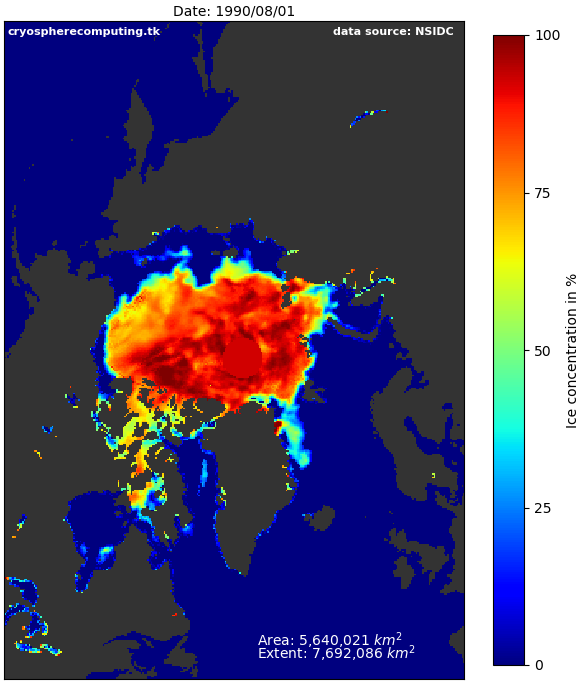 Date: 1990/08/01
cryospherecomputing.tk
data source: NSIDC
100
75
50
25
0
Ice concentration in %
Area: 5,640,021 km²
Extent: 7,692,086 km²